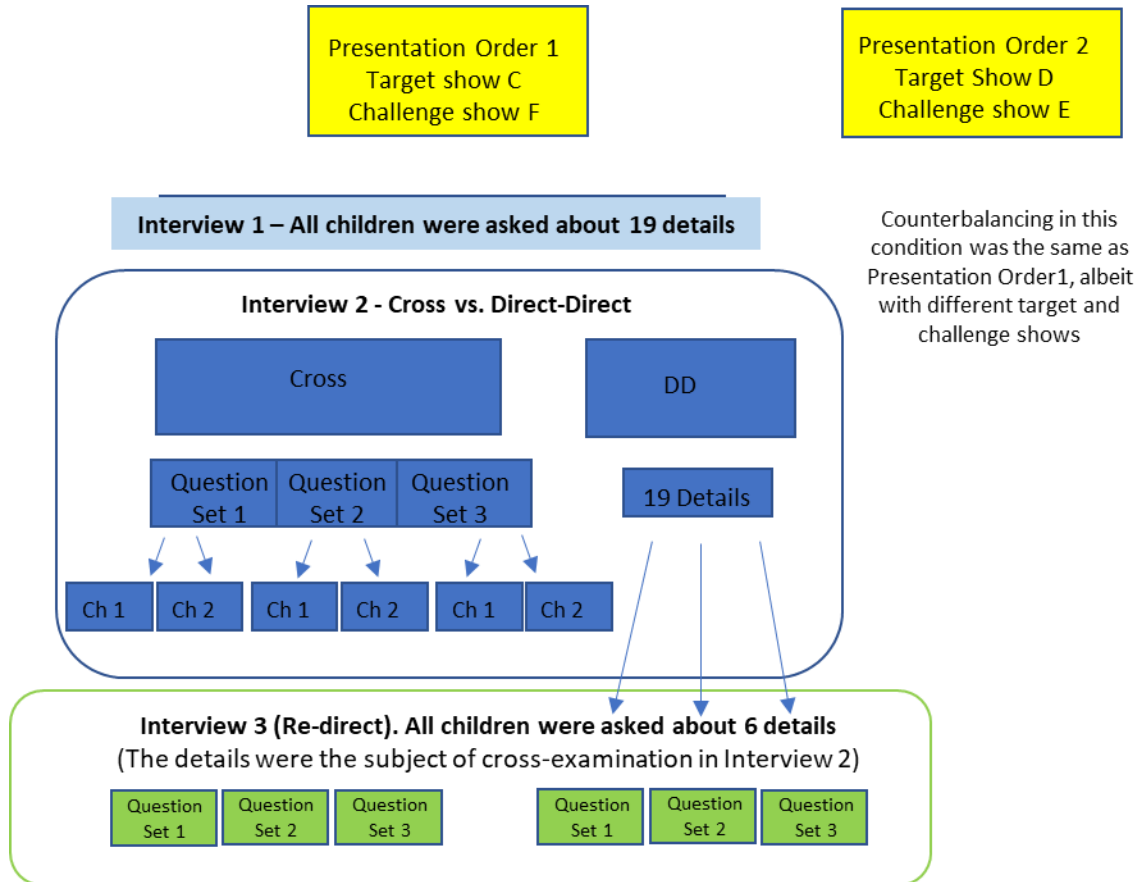 Presentation Order 1
Target show C
Challenge show F
Presentation Order 2
Target Show D
Challenge show E
Interview 1 – All children were asked about 19 details
Counterbalancing in this
condition was the same as
Presentation Order1, albeit
with different target and
challenge shows
Interview 2 - Cross vs. Direct-Direct
Cross
DD
Question
Set 1
Question
Set 2
Question
Set 3
19 Details
Ch 1
Ch 2
Ch 1
Ch 2
Ch 1
Ch 2
Interview 3 (Re-direct). All children were asked about 6 details
(The details were the subject of cross-examination in Interview 2)
Question
Set 1
Question
Set 2
Question
Set 3
Question
Set 1
Question
Set 2
Question
Set 3